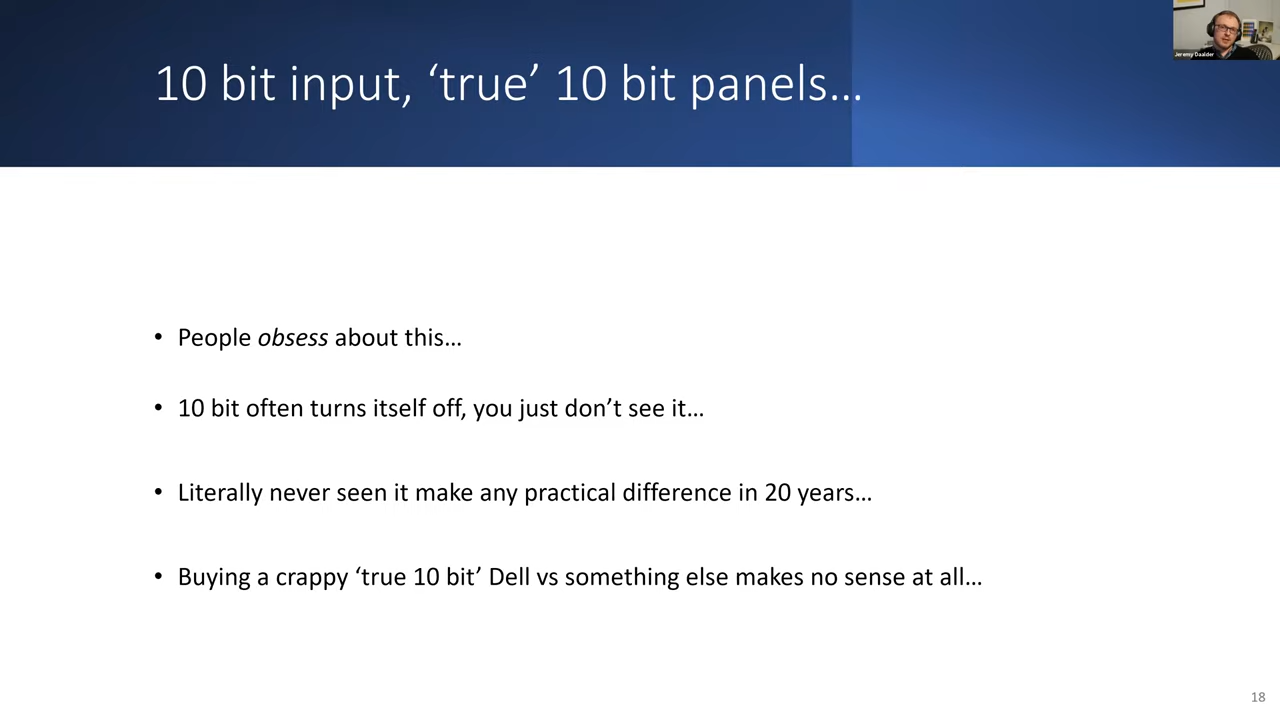 Jeremy Daalder
10 bit input, ‘true’ 10 bit panels…
• People obsess about this…
• 10 bit often turns itself off, you just don’t see it…
• Literally never seen it make any practical difference in 20 years…
• Buying a crappy ‘true 10 bit’ Dell vs something else makes no sense at all…
18